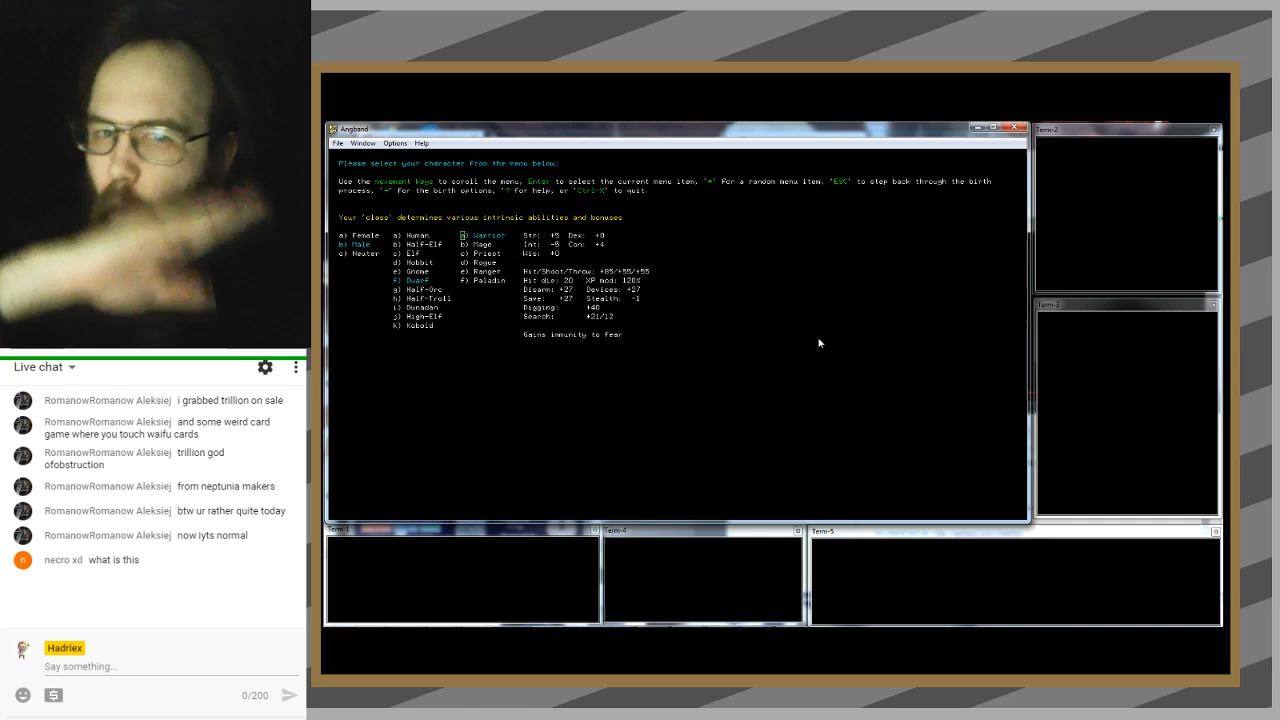 Live chat
RomanowRomanow Aleksiej i grabbed trillion on sale
RomanowRomanow Aleksiej and some weird card
game where you touch waifu cards
RomanowRomanow Aleksiej trillion god
ofobstruction
RomanowRomanow Aleksiej from neptunia makers
RomanowRomanow Aleksiej btw ur rather quite today
RomanowRomanow Aleksiej now iyts normal
n necro xd what is this
Hadriex
Say something...
0/200
Angband
File Window Options Help
Please select your character from the menu below:
Use the movement keys to scroll the menu, Enter to select the current menu item, '*' for a random menu item, 'ESC' to step back through the birth
process, '=' for the birth options, '?' for help, or 'Ctrl-X' to quit.
Your 'class' determines various intrinsic abilities and bonuses
a) Female a) Human a) Warrior Str: +5 Dex: +0
b) Male b) Half-Elf b) Mage Int: -5 Con: +4
c) Neuter c) Elf c) Priest Wis: +0
d) Hobbit d) Rogue
e) Gnome e) Ranger Hit/Shoot/Throw: +85/+55/+55
f) Dwarf f) Paladin Hit die: 20 XP mod: 120%
g) Half-Orc Disarm: +27 Devices: +27
h) Half-Troll Save: +27 Stealth: -1
i) Dunadan Digging: +40
j) High-Elf Search: +21/12
k) Kobold
Gains immunity to fear
Term-2
Term-3
Term-1
Term-4
Term-5